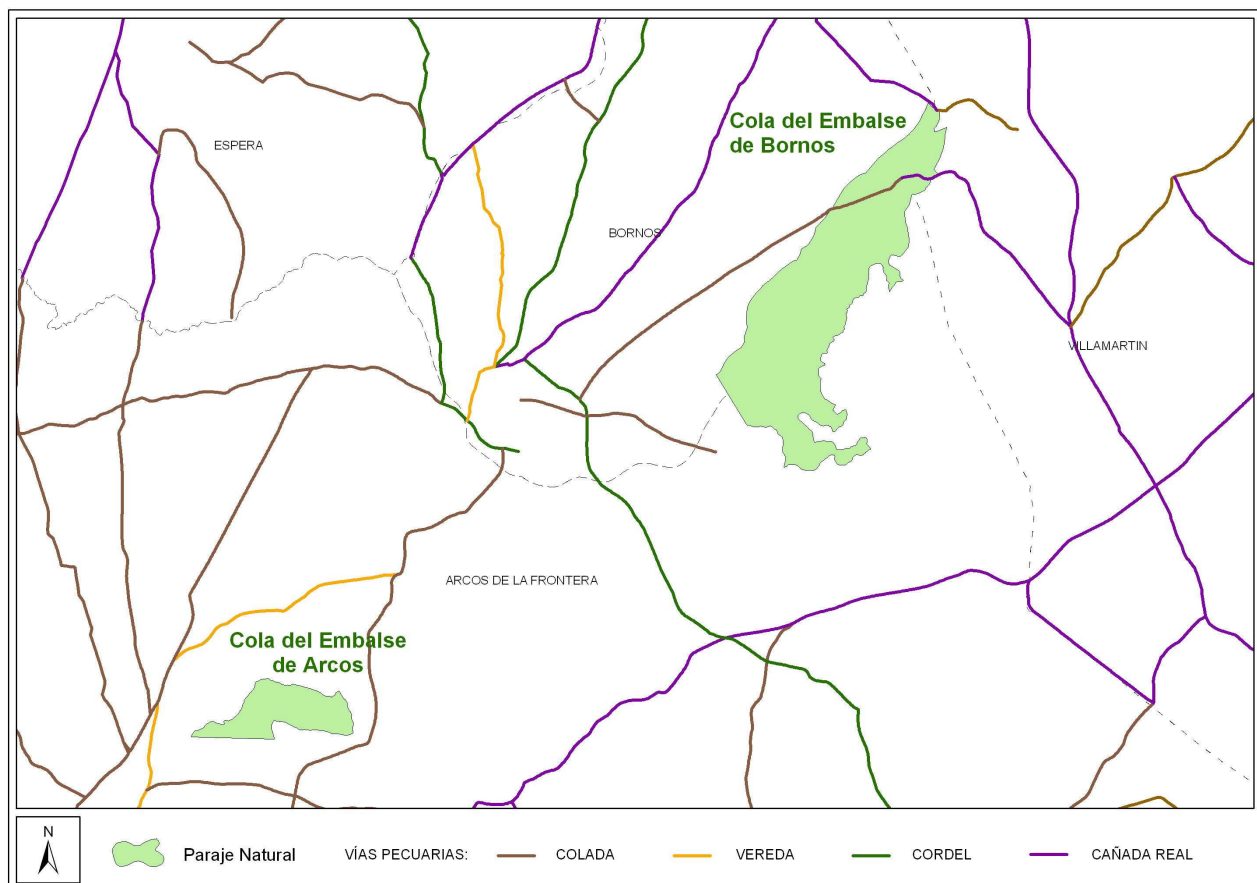 Cola del Embalse
de Bornos
ESPERA
BORNOS
VILLAMARTIN
ARCOS DE LA FRONTERA
Cola del Embalse
de Arcos
N
Paraje Natural
VÍAS PECUARIAS:
COLADA
VEREDA
CORDEL
CAÑADA REAL